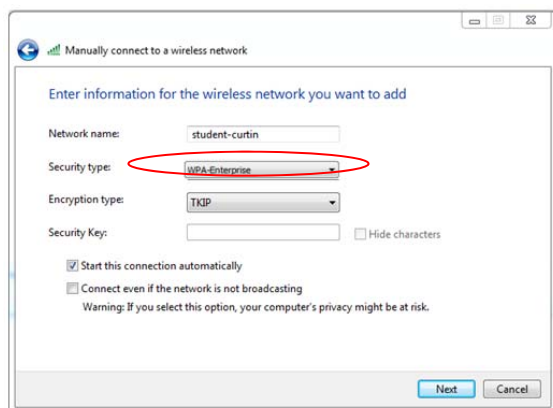 Manually connect to a wireless network
Enter information for the wireless network you want to add
Network name: student-curtin
Security type: WPA-Enterprise
Encryption type: TKIP
Security Key: Hide characters
Start this connection automatically
Connect even if the network is not broadcasting
Warning: If you select this option, your computer's privacy might be at risk.
Next Cancel